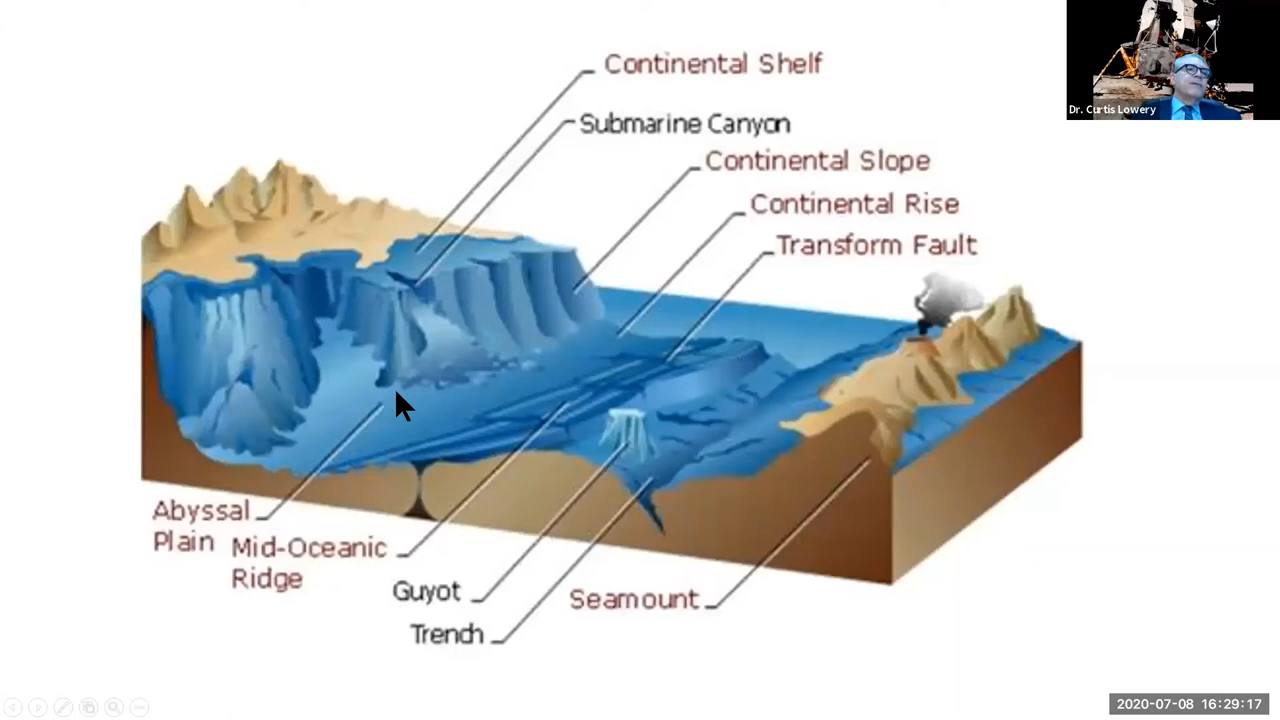 Continental Shelf
Dr. Curtis Lowery
Submarine Canyon
Continental Slope
Continental Rise
Transform Fault
Abyssal
Plain
Mid-Oceanic
Ridge
Guyot
Seamount
Trench
2020-07-08 16:29:17